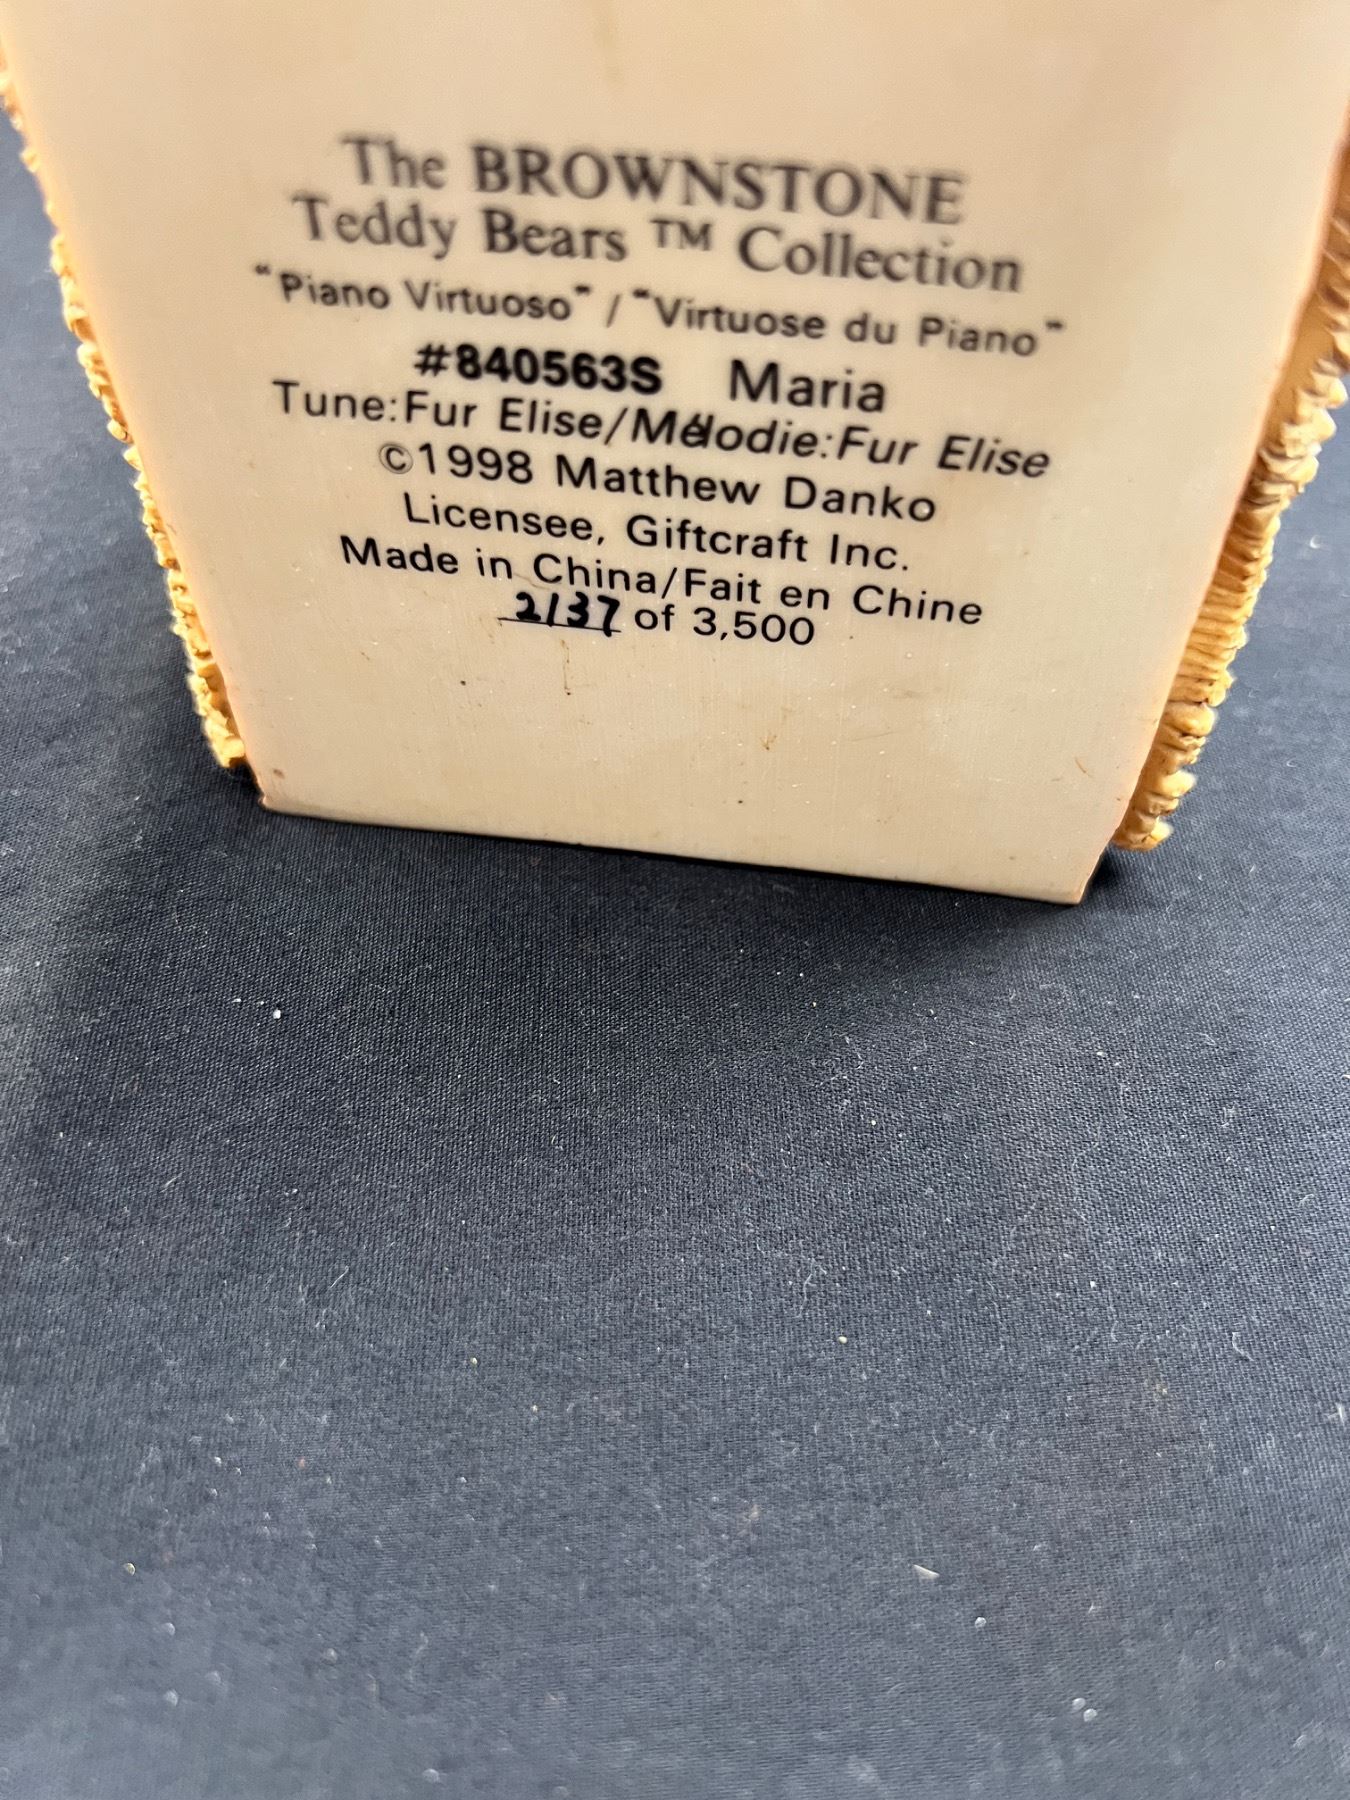 The BROWNSTONE
Teddy Bears ™ Collection
"Piano Virtuoso" / "Virtuose du Piano"
#840563S Maria
Tune:Fur Elise/Mélodie:Fur Elise
©1998 Matthew Danko
Licensee, Giftcraft Inc.
Made in China/Fait en Chine
2137 of 3,500